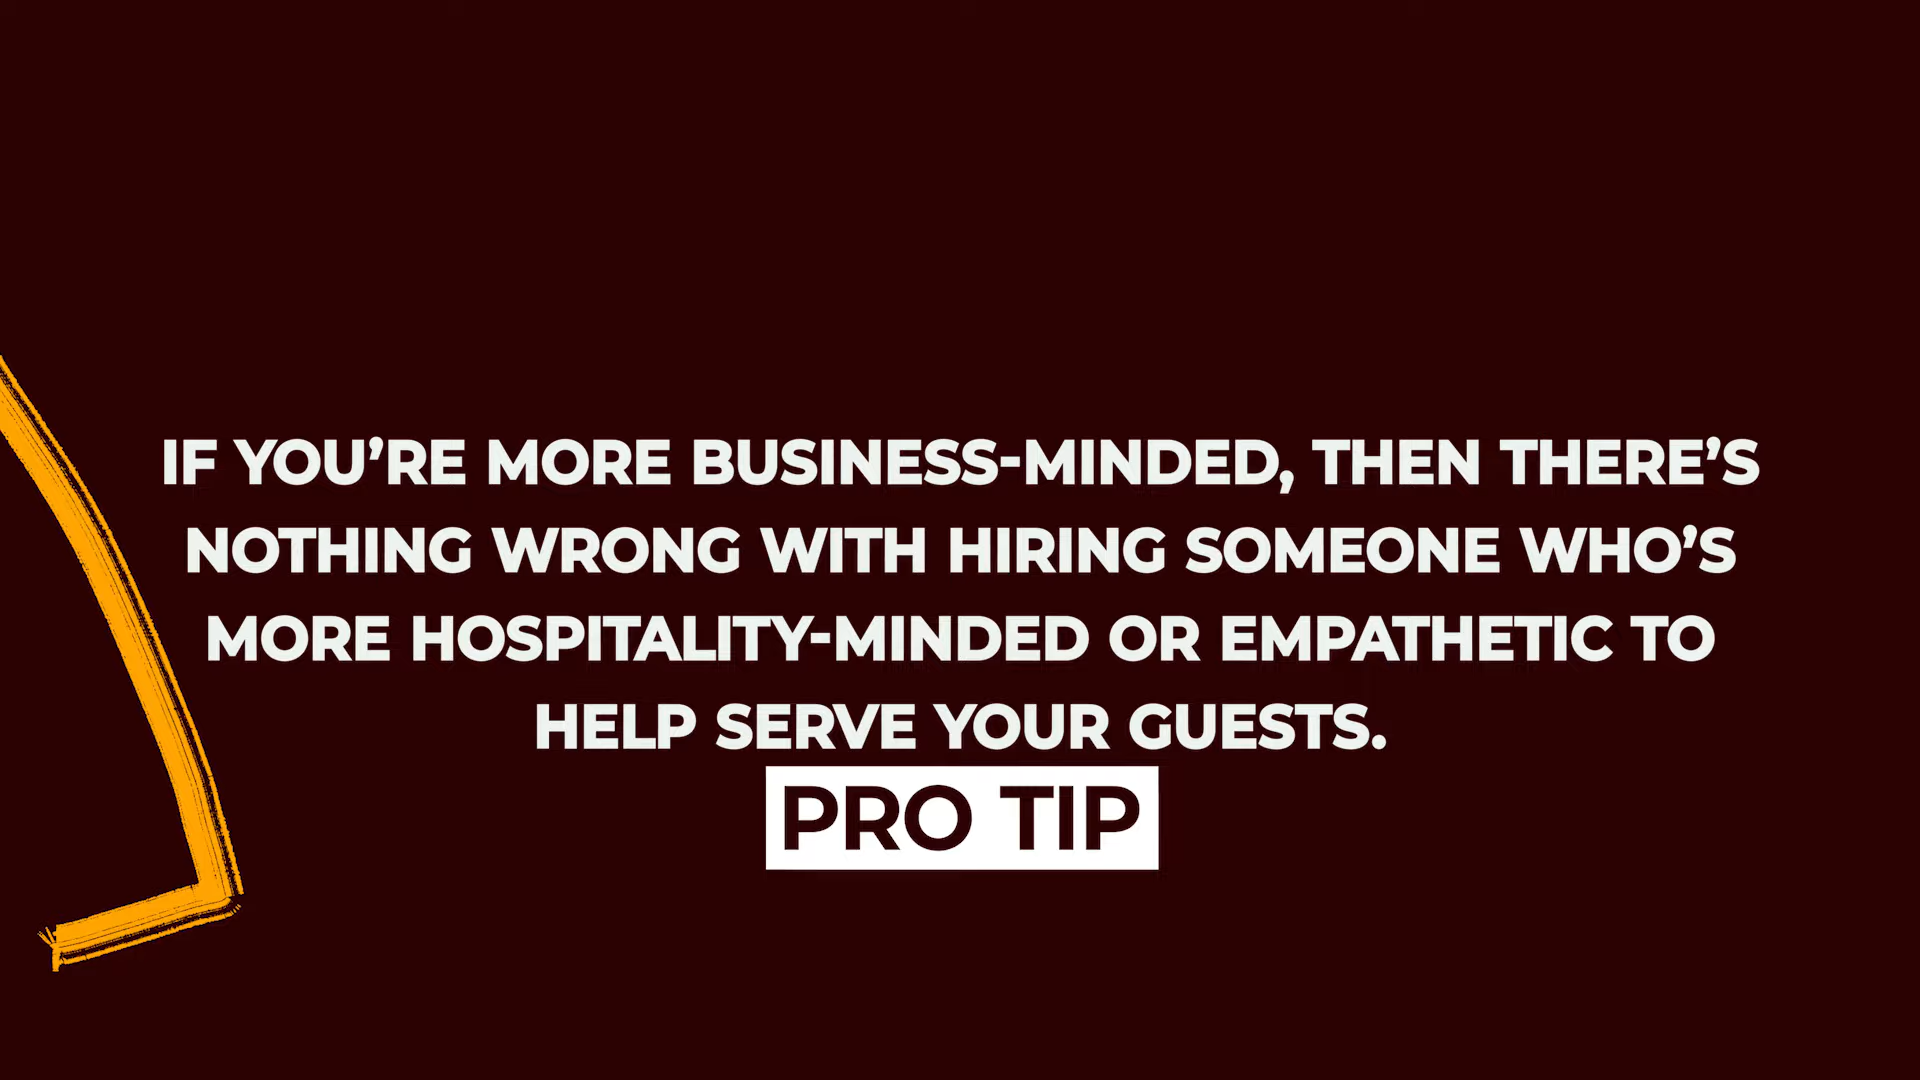 IF YOU’RE MORE BUSINESS-MINDED, THEN THERE’S
NOTHING WRONG WITH HIRING SOMEONE WHO’S
MORE HOSPITALITY-MINDED OR EMPATHETIC TO
HELP SERVE YOUR GUESTS.
PRO TIP